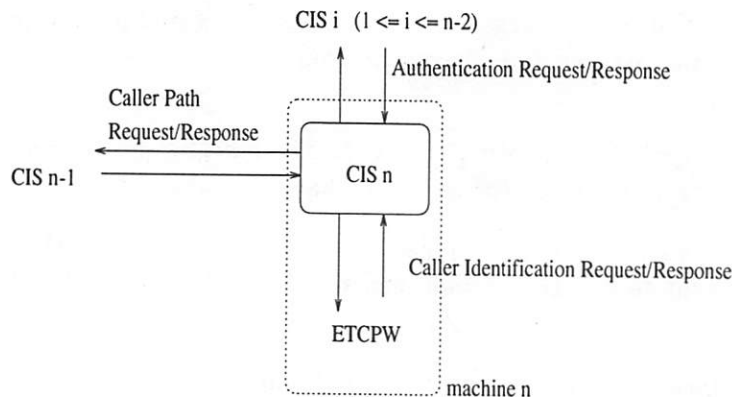 CIS i (1 <= i <= n-2)
Authentication Request/Response
Caller Path
Request/Response
CIS n
CIS n-1
Caller Identification Request/Response
ETCPW
machine n